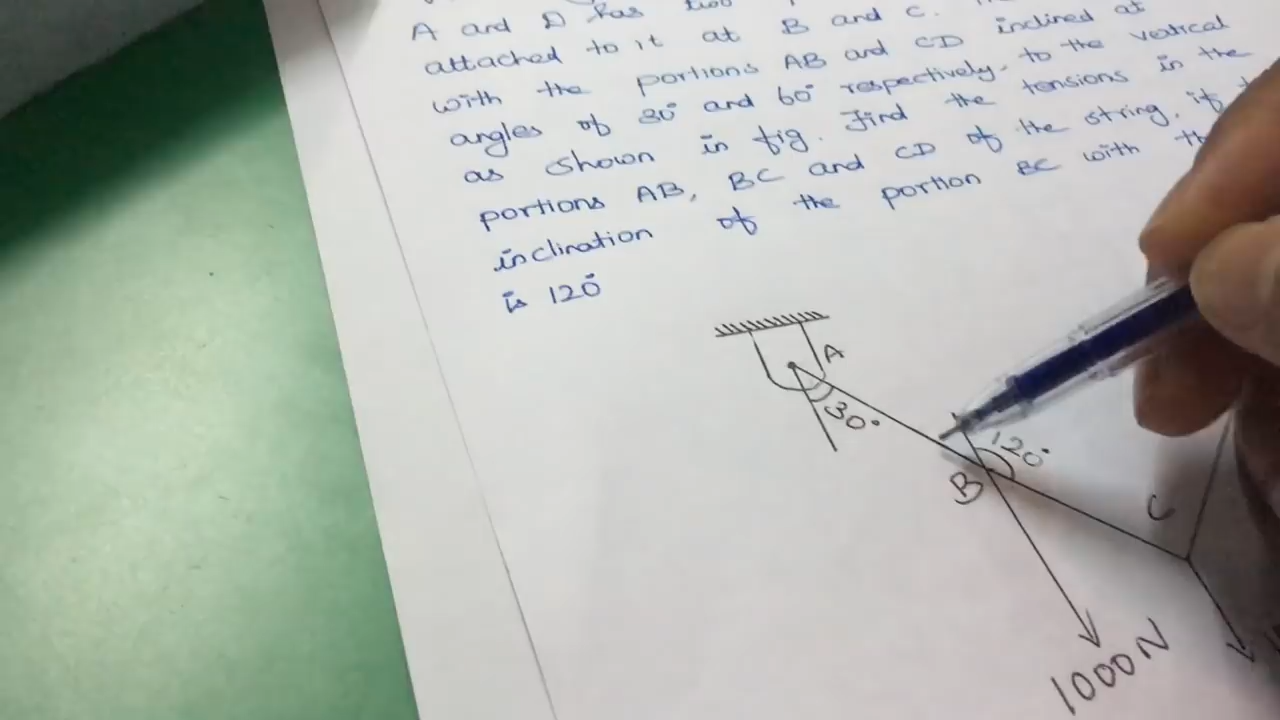 A and D has two
attached to it at B and C.
with the portions AB and CD inclined at
angles of 30° and 60° respectively, to the vertical
as shown in fig. Find the tensions in the
portions AB, BC and CD of the string, if
inclination of the portion BC with
is 120°
A
30°
120°
B
C
1000 N